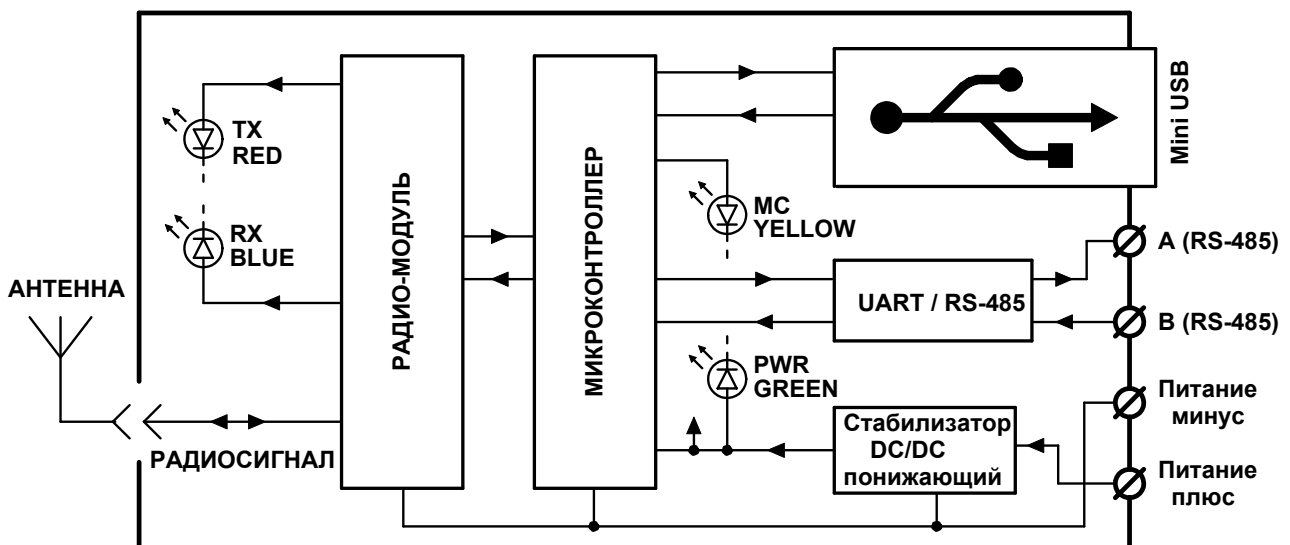 TX
RED
RX
BLUE
АНТЕННА
РАДИОСИГНАЛ
РАДИО-МОДУЛЬ
МИКРОКОНТРОЛЛЕР
MC
YELLOW
UART / RS-485
PWR
GREEN
Стабилизатор
DC/DC
понижающий
Mini USB
A (RS-485)
B (RS-485)
Питание
минус
Питание
плюс